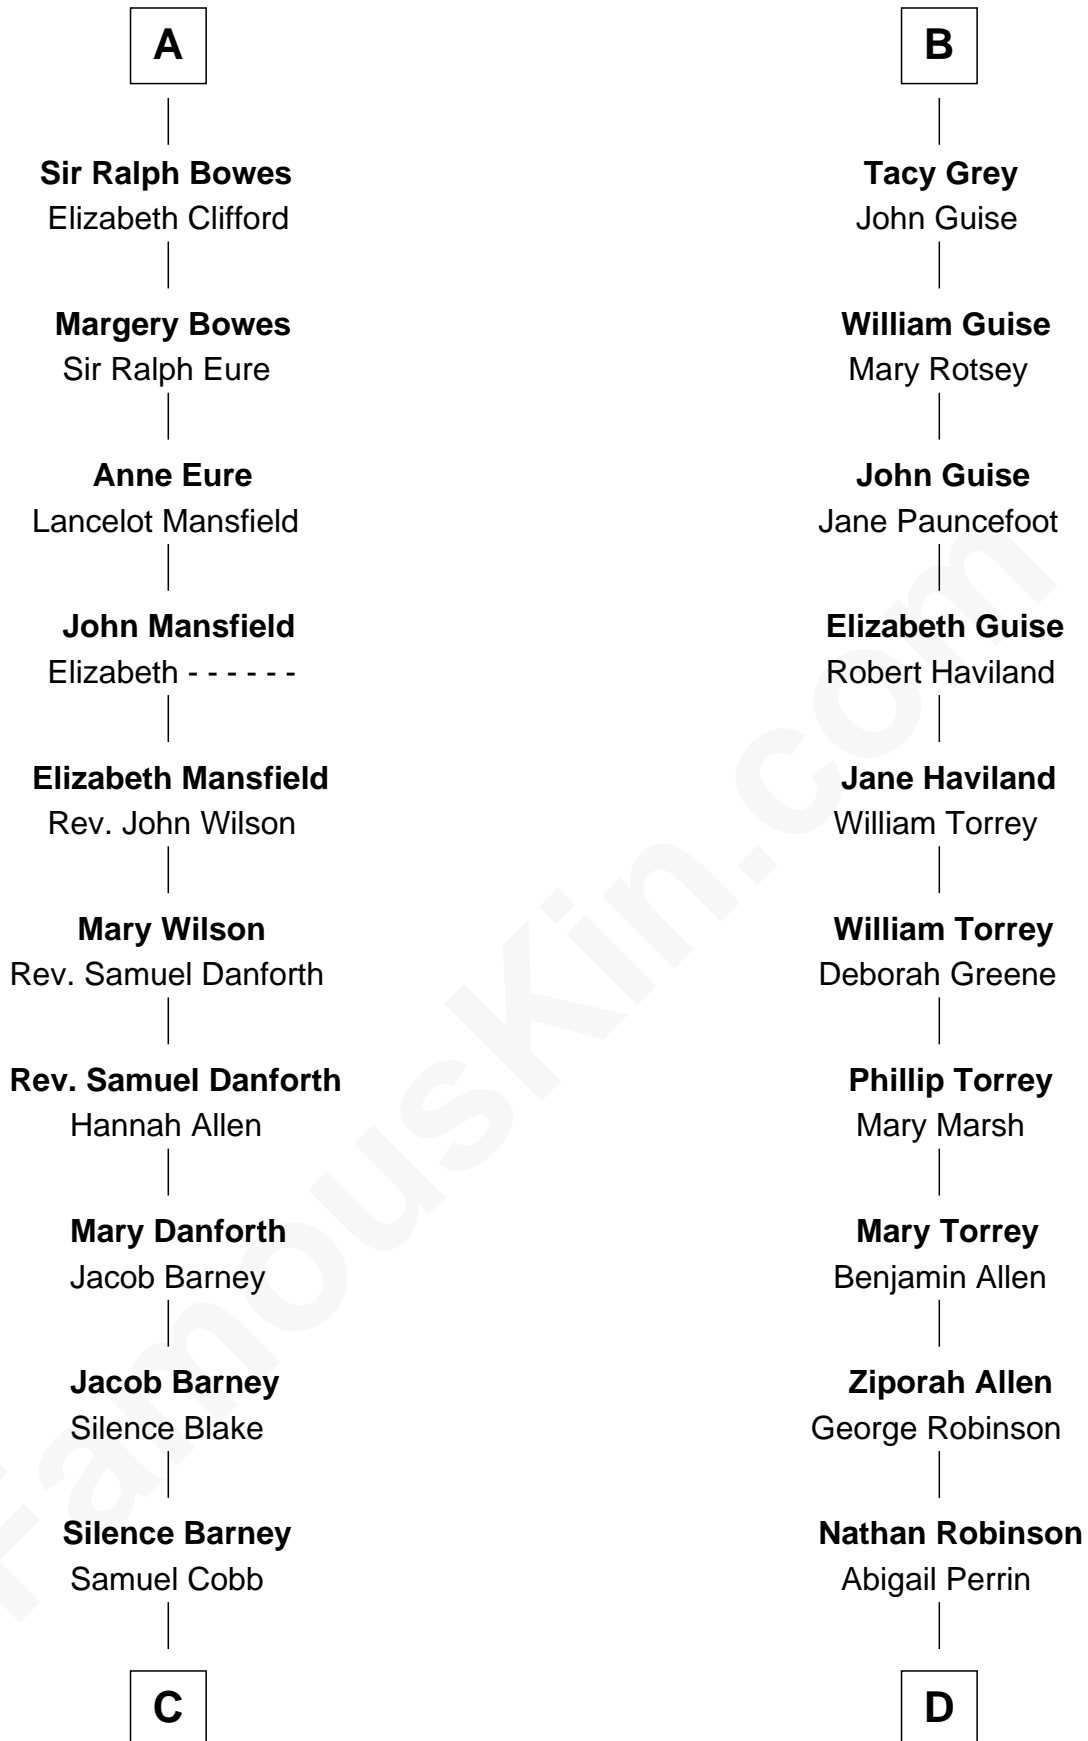 A
Sir Ralph Bowes
Elizabeth Clifford
Margery Bowes
Sir Ralph Eure
Anne Eure
Lancelot Mansfield
John Mansfield
Elizabeth - - - - - -
Elizabeth Mansfield
Rev. John Wilson
Mary Wilson
Rev. Samuel Danforth
Rev. Samuel Danforth
Hannah Allen
Mary Danforth
Jacob Barney
Jacob Barney
Silence Blake
Silence Barney
Samuel Cobb
C
B
Tacy Grey
John Guise
William Guise
Mary Rotsey
John Guise
Jane Pauncefoot
Elizabeth Guise
Robert Haviland
Jane Haviland
William Torrey
William Torrey
Deborah Greene
Phillip Torrey
Mary Marsh
Mary Torrey
Benjamin Allen
Ziporah Allen
George Robinson
Nathan Robinson
Abigail Perrin
D
FamousKin.com